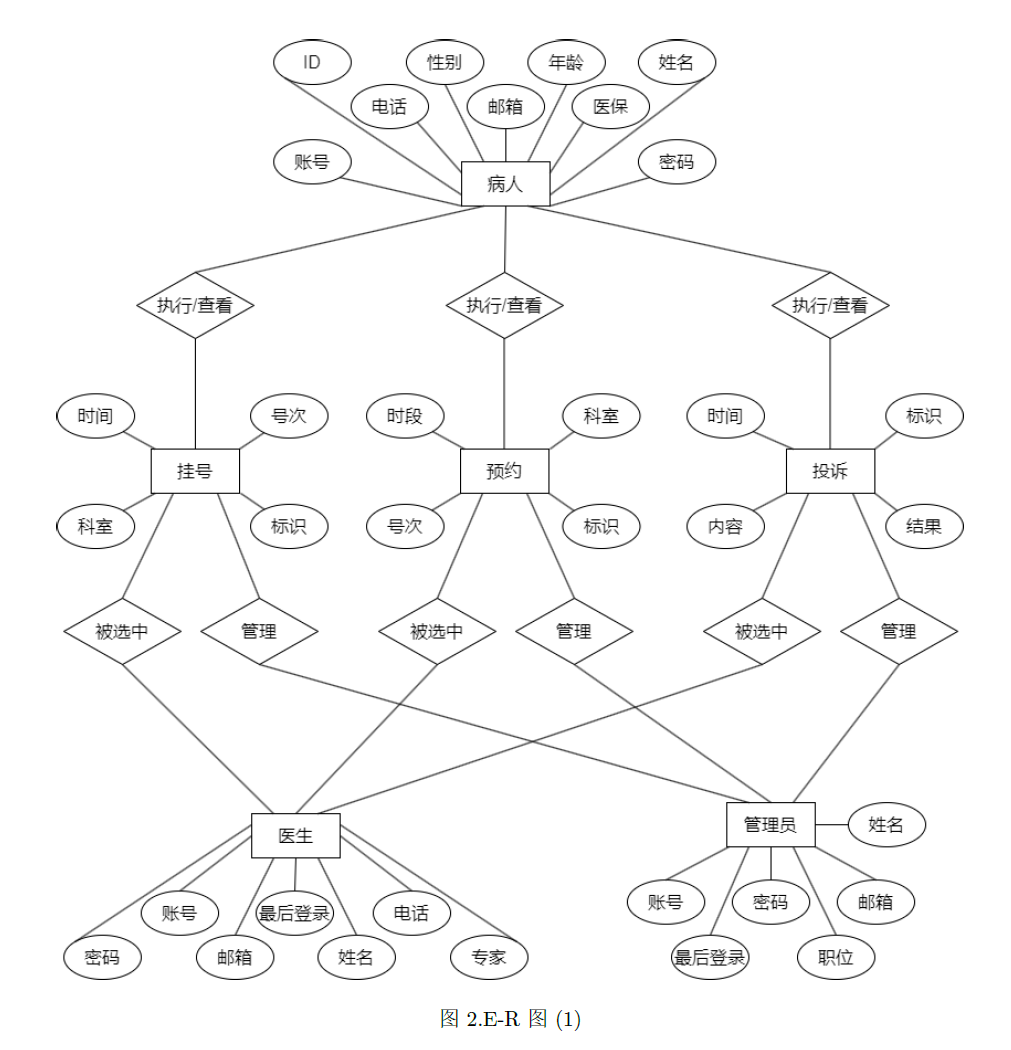 ID
性别
年龄
姓名
电话
邮箱
医保
账号
密码
病人
执行/查看
执行/查看
执行/查看
时间
号次
时段
科室
时间
标识
挂号
预约
投诉
科室
标识
号次
标识
内容
结果
被选中
管理
被选中
管理
被选中
管理
医生
管理员
姓名
账号
最后登录
电话
账号
密码
邮箱
密码
邮箱
姓名
专家
最后登录
职位
图 2.E-R 图 (1)